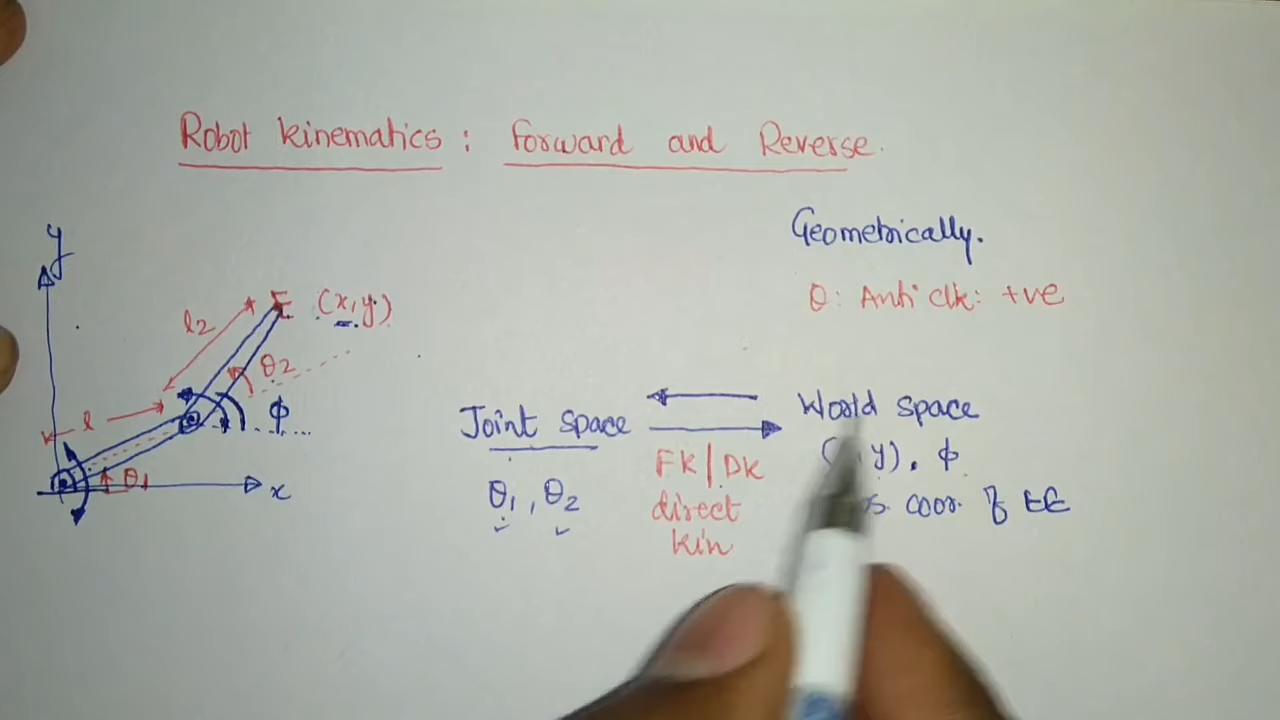 Robot kinematics : forward and Reverse.
Geometrically.
θ: Anti clk: +ve
y
l2
E (x,y)
θ2
l
ϕ
θ1
x
Joint space
World space
FK|DK
y), ϕ
θ1, θ2
direct
coor. of EE
kin